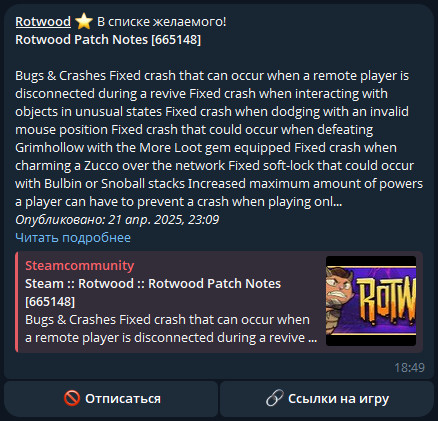 Rotwood ⭐ В списке желаемого!
Rotwood Patch Notes [665148]
Bugs & Crashes Fixed crash that can occur when a remote player is
disconnected during a revive Fixed crash when interacting with
objects in unusual states Fixed crash when dodging with an invalid
mouse position Fixed crash that could occur when defeating
Grimhollow with the More Loot gem equipped Fixed crash when
charming a Zucco over the network Fixed soft-lock that could occur
with Bulbin or Snoball stacks Increased maximum amount of powers
a player can have to prevent a crash when playing onl...
Опубликовано: 21 апр. 2025, 23:09
Читать подробнее
Steamcommunity
Steam :: Rotwood :: Rotwood Patch Notes
[665148]
Bugs & Crashes Fixed crash that can occur when
a remote player is disconnected during a revive ...
ROTW
18:49
🚫 Отписаться
🔗 Ссылки на игру